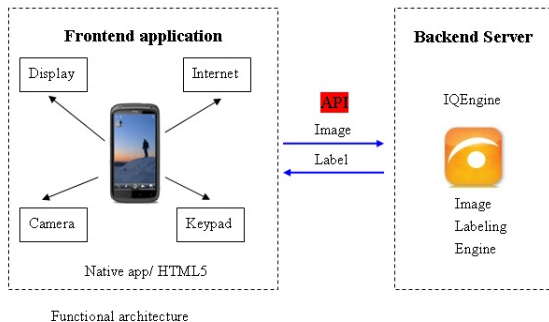 Frontend application
Display
Internet
Camera
Keypad
Native app/ HTML5
API
Image
Label
Backend Server
IQEngine
Image
Labeling
Engine
Functional architecture